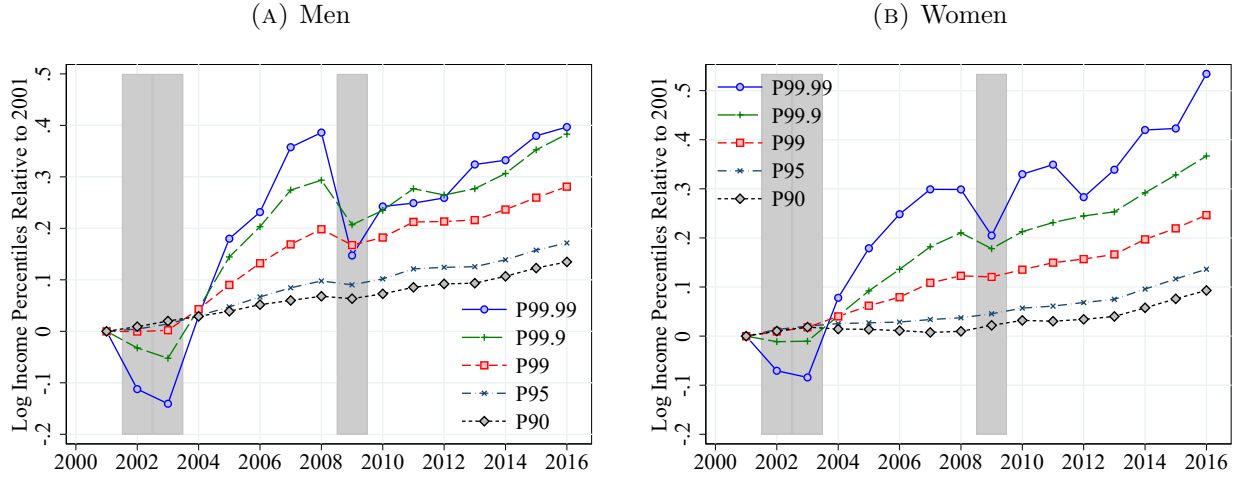 (A) Men
Log Income Percentiles Relative to 2001
.5
.4
.3
.2
.1
0
-.1
-.2
P99.99
P99.9
P99
P95
P90
2000 2002 2004 2006 2008 2010 2012 2014 2016
(B) Women
Log Income Percentiles Relative to 2001
.5
.4
.3
.2
.1
0
-.1
-.2
P99.99
P99.9
P99
P95
P90
2000 2002 2004 2006 2008 2010 2012 2014 2016